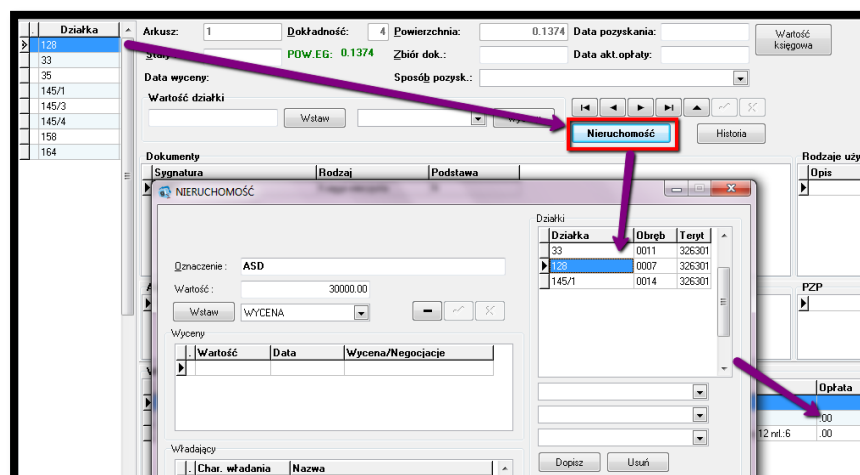 . Działka Arkusz: 1 Dokładność: 4 Powierzchnia: 0.1374 Data pozyskania: Wartość księgowa
128
33 POW.EG: 0.1374 Zbiór dok.: Data akt.opłaty:
35 Data wyceny: Sposób pozysk.:
145/1 Wartość działki
145/3
145/4 Wstaw
158 Nieruchomość Historia
164
Dokumenty Rodzaje uży
Sygnatura Rodzaj Podstawa Opis
NIERUCHOMOŚĆ
Działki
Działka Obręb Teryt
33 0011 326301
Oznaczenie: ASD 128 0007 326301
145/1 0014 326301
Wartość: 30000.00 PZP
Wstaw WYCENA
Wyceny
. Wartość Data Wycena/Negocjacje
Opłata
.00
12 nrl.:6 .00
Władający
. Char. władania Nazwa Dopisz Usuń